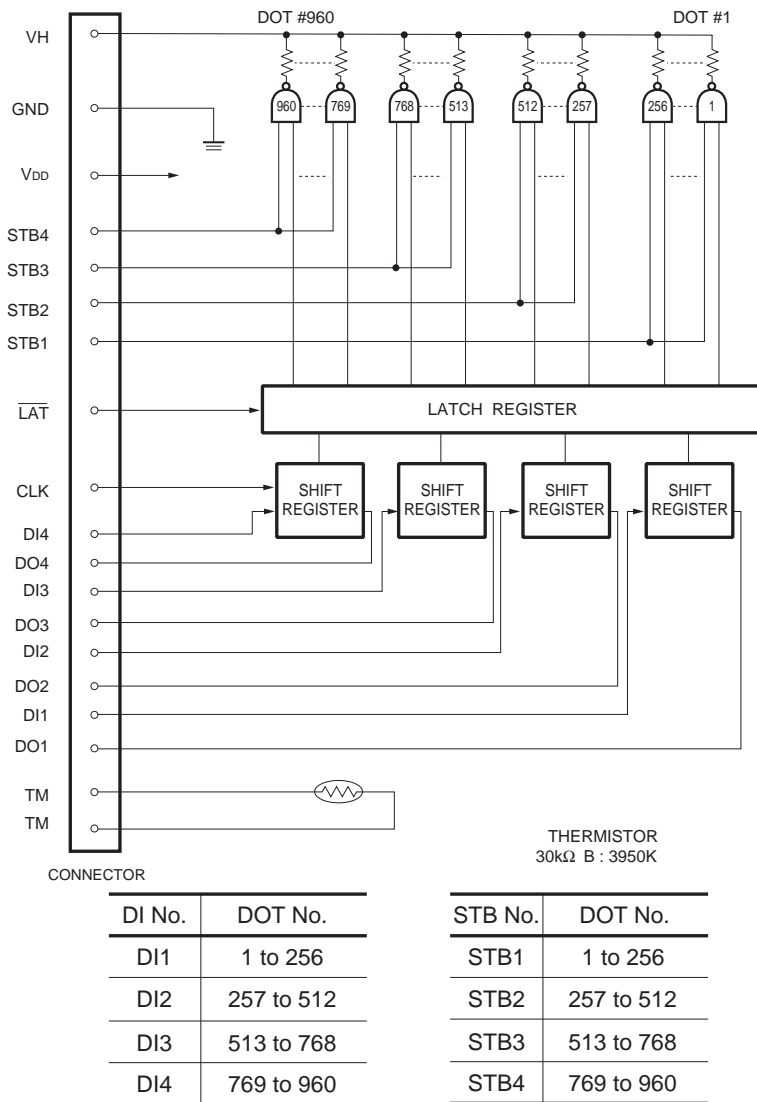 DOT #960 DOT #1
VH
960 769 768 513 512 257 256 1
GND
VDD
STB4
STB3
STB2
STB1
LAT
LATCH REGISTER
CLK
SHIFT REGISTER
SHIFT REGISTER
SHIFT REGISTER
SHIFT REGISTER
DI4
DO4
DI3
DO3
DI2
DO2
DI1
DO1
TM
TM
THERMISTOR
30kΩ B : 3950K
CONNECTOR
DI No. DOT No.
DI1 1 to 256
DI2 257 to 512
DI3 513 to 768
DI4 769 to 960
STB No. DOT No.
STB1 1 to 256
STB2 257 to 512
STB3 513 to 768
STB4 769 to 960